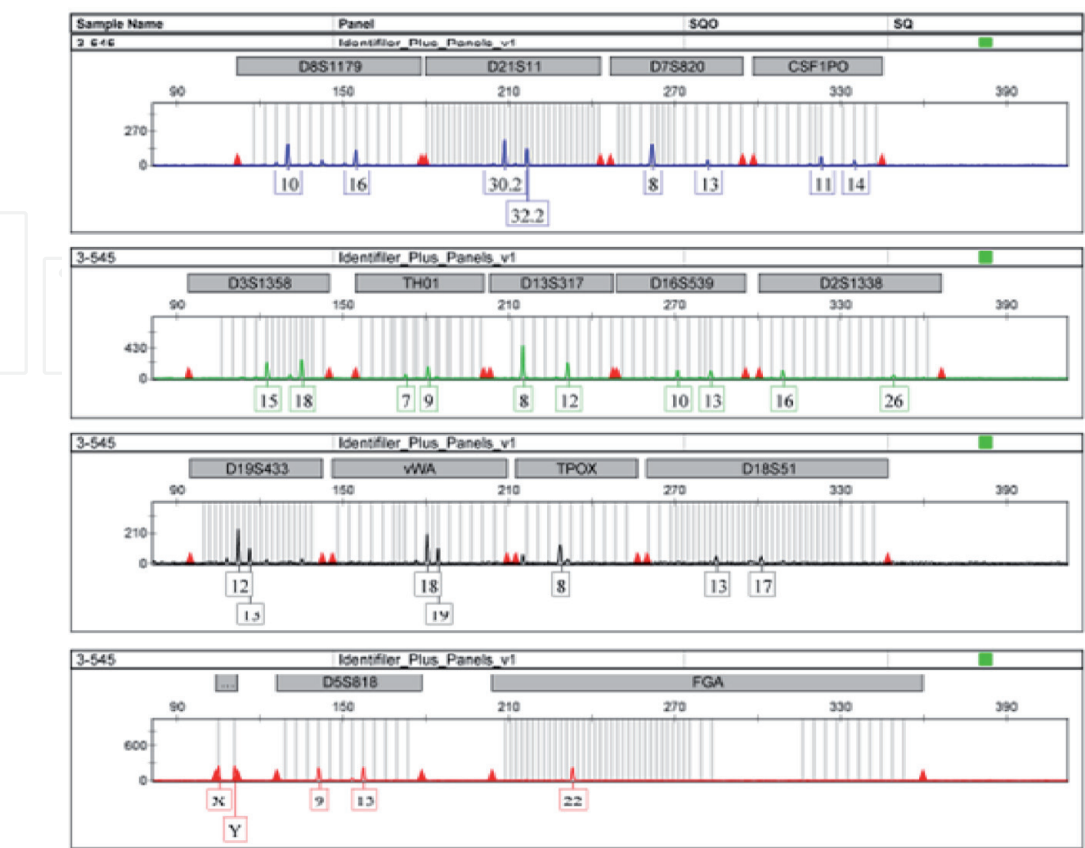 Sample Name Panel SQO SQ
Identifiler_Plus_Panels_v1
D8S1179 D21S11 D7S820 CSF1PO
90 150 210 270 330 390
270
0
10 16 30.2 8 13 11 14
32.2
3-545 Identifiler_Plus_Panels_v1
D3S1358 TH01 D13S317 D16S539 D2S1338
90 150 210 270 330 390
430
0
15 18 7 9 8 12 10 13 16 26
3-545 Identifiler_Plus_Panels_v1
D19S433 vWA TPOX D18S51
90 150 210 270 330 390
210
0
12 18 8 13 17
13 19
3-545 Identifiler_Plus_Panels_v1
... D5S818 FGA
90 150 210 270 330 390
600
0
X 9 13 22
Y